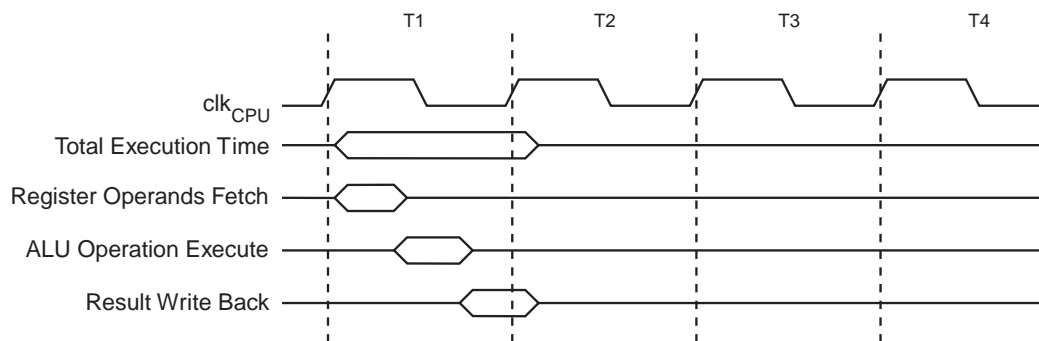 T1 T2 T3 T4
clkCPU
Total Execution Time
Register Operands Fetch
ALU Operation Execute
Result Write Back